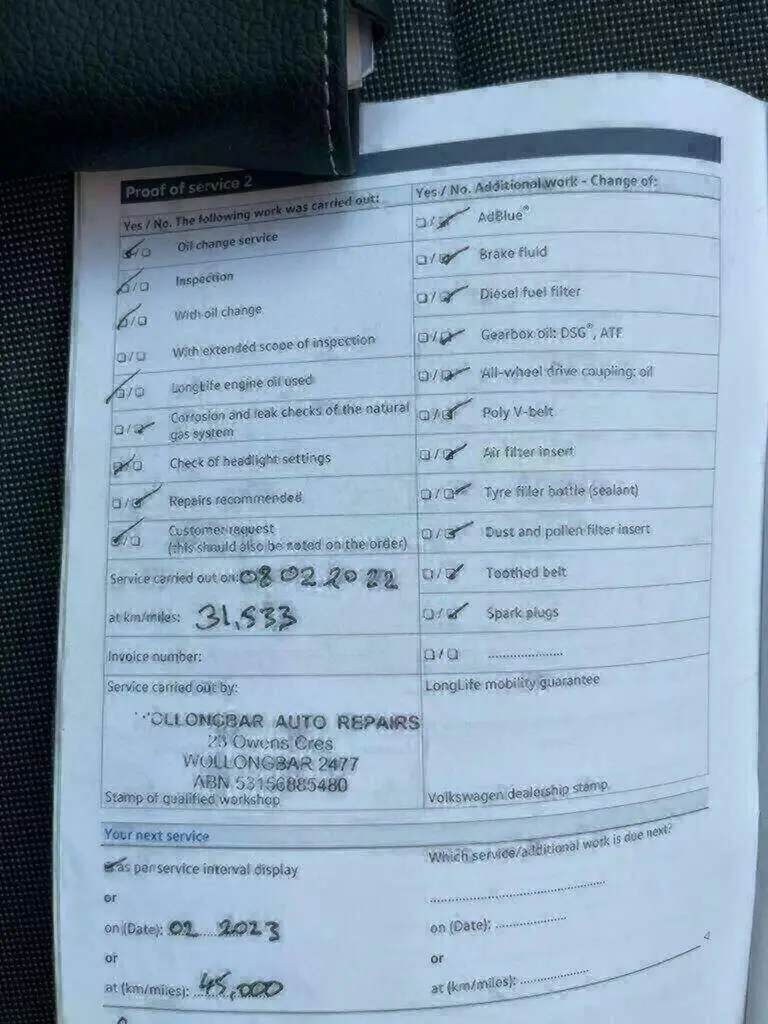 Proof of service 2
Yes / No. The following work was carried out:
☑/☐ Oil change service
☑/☐ Inspection
☑/☐ With oil change
☐/☐ With extended scope of inspection
☑/☐ LongLife engine oil used
☐/☑ Corrosion and leak checks of the natural
gas system
☑/☐ Check of headlight settings
☐/☑ Repairs recommended
☑/☐ Customer request
(this should also be noted on the order)
Service carried out on: 08 02 2022
at km/miles: 31,533
Invoice number:
Service carried out by:
OLLONGBAR AUTO REPAIRS
23 Owens Cres
WOLLONGBAR 2477
ABN 53156885480
Stamp of qualified workshop
Yes / No. Additional work - Change of:
☐/☑ AdBlue®
☐/☑ Brake fluid
☐/☑ Diesel fuel filter
☐/☑ Gearbox oil: DSG®, ATF
☐/☑ All-wheel drive coupling: oil
☐/☑ Poly V-belt
☐/☑ Air filter insert
☐/☑ Tyre filler bottle (sealant)
☐/☑ Dust and pollen filter insert
☐/☑ Toothed belt
☐/☑ Spark plugs
☐/☐ ....................
LongLife mobility guarantee
Volkswagen dealership stamp
Your next service
☑ as per service interval display
or
on (Date): 02 2023
or
at (km/miles): 45,000
Which service/additional work is due next?
..............................................
on (Date): ..................
or
at (km/miles): ..................